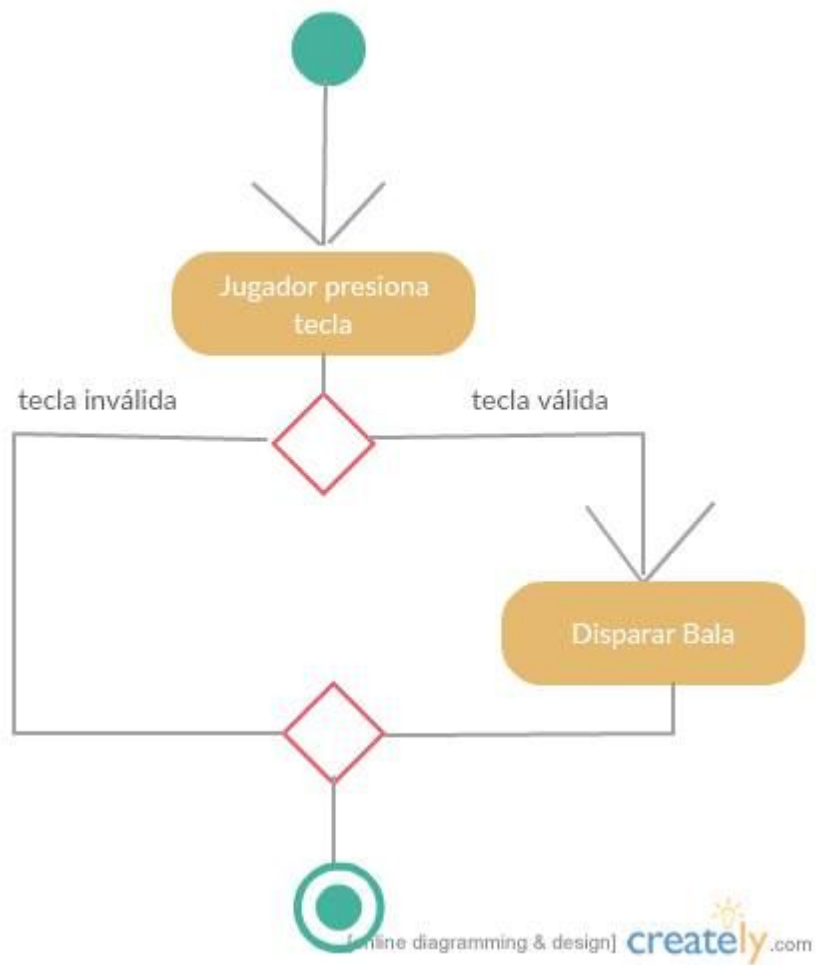 Jugador presiona
tecla
tecla inválida
tecla válida
Disparar Bala
[online diagramming & design] creately.com